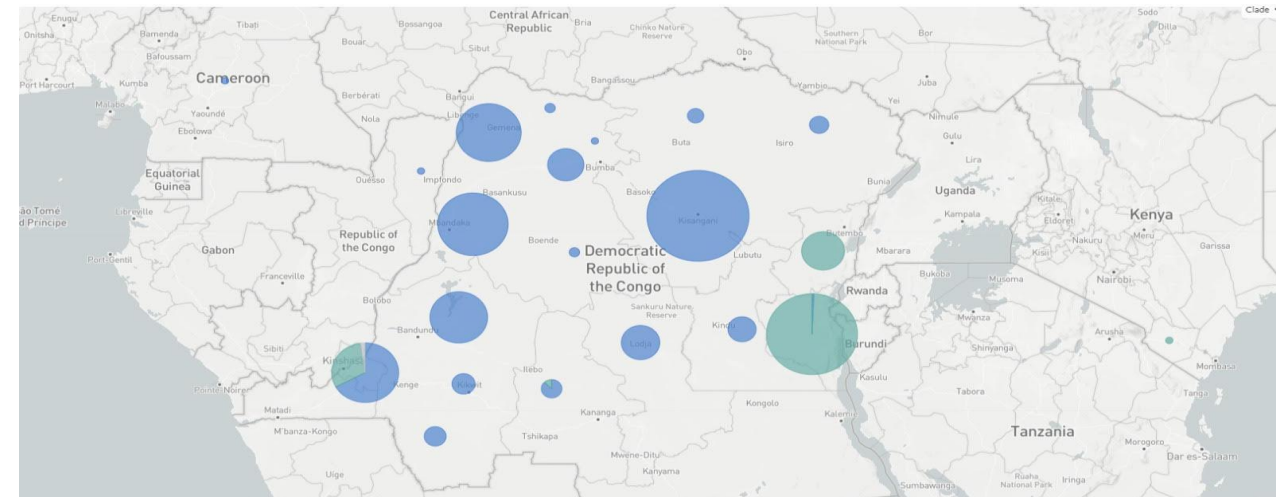 Clade
Sodo
Dilla
Enugu
Onitsha
Bamenda
Tibati
Bossangoa
Central African
Republic
Bria
Chinko Nature
Reserve
Southern
National Park
Bor
Bafoussam
Bouar
Sibut
Obo
Port Harcourt
Kumba
Cameroon
Bangassou
Yambio
Juba
Malabo
Yaoundé
Berbérati
Bangui
Yei
Ebolowa
Nola
Libenge
Gemena
Nimule
Gulu
Buta
Isiro
Equatorial
Guinea
Ouesso
Impfondo
Bumba
Lira
Basankusu
Basoko
Bunia
Uganda
São Tomé
d Príncipe
Libreville
Mbandaka
Kisangani
Kampala
Kitale
Eldoret
Kenya
Meru
Republic of
the Congo
Boende
Butembo
Nakuru
Garissa
Port-Gentil
Gabon
Democratic
Republic of
the Congo
Lubutu
Mbarara
Kisii
Franceville
Bukoba
Musoma
Nairobi
Bolobo
Rwanda
Sankuru Nature
Reserve
Mwanza
Bandundu
Kindu
Arusha
Sibiti
Lodja
Burundi
Shinyanga
Kinshasa
Ilebo
Mombasa
Pointe-Noire
Kenge
Kikwit
Kasulu
Tabora
Tanga
Matadi
Kananga
Kongolo
Kalemie
M'banza-Kongo
Tshikapa
Tanzania
Morogoro
Mwene-Ditu
Dar es-Salaam
Uige
Kanyama
Ruaha
National Park
Iringa
Sumbawanga